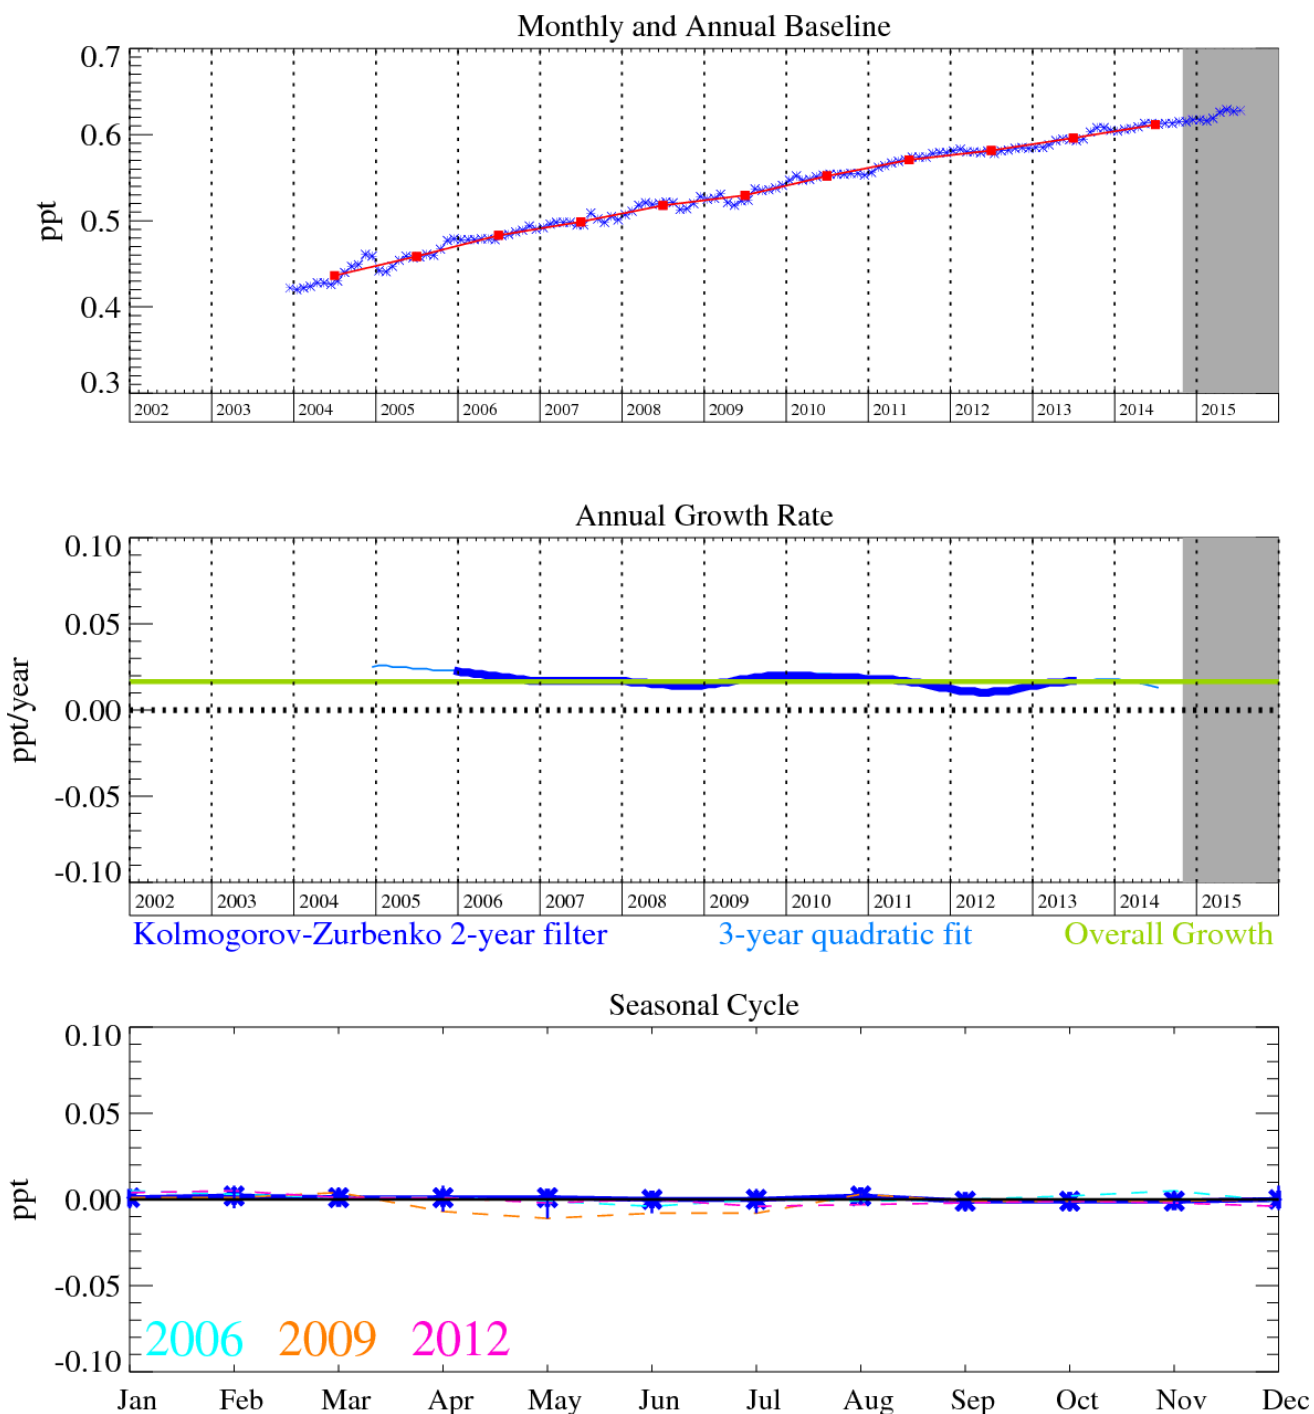 Monthly and Annual Baseline
0.7
0.6
0.5
0.4
0.3
ppt
2002 2003 2004 2005 2006 2007 2008 2009 2010 2011 2012 2013 2014 2015
Annual Growth Rate
0.10
0.05
0.00
-0.05
-0.10
ppt/year
2002 2003 2004 2005 2006 2007 2008 2009 2010 2011 2012 2013 2014 2015
Kolmogorov-Zurbenko 2-year filter 3-year quadratic fit Overall Growth
Seasonal Cycle
0.10
0.05
0.00
-0.05
-0.10
ppt
2006 2009 2012
Jan Feb Mar Apr May Jun Jul Aug Sep Oct Nov Dec